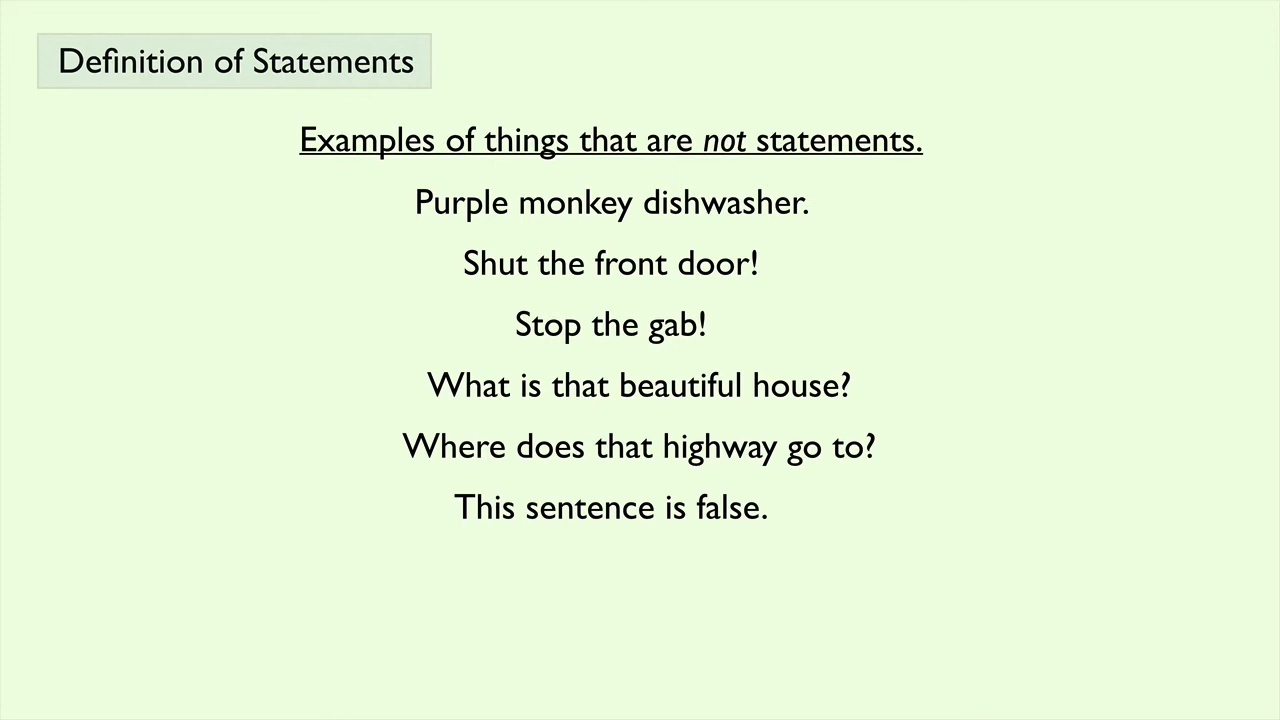 Definition of Statements
Examples of things that are not statements.
Purple monkey dishwasher.
Shut the front door!
Stop the gab!
What is that beautiful house?
Where does that highway go to?
This sentence is false.